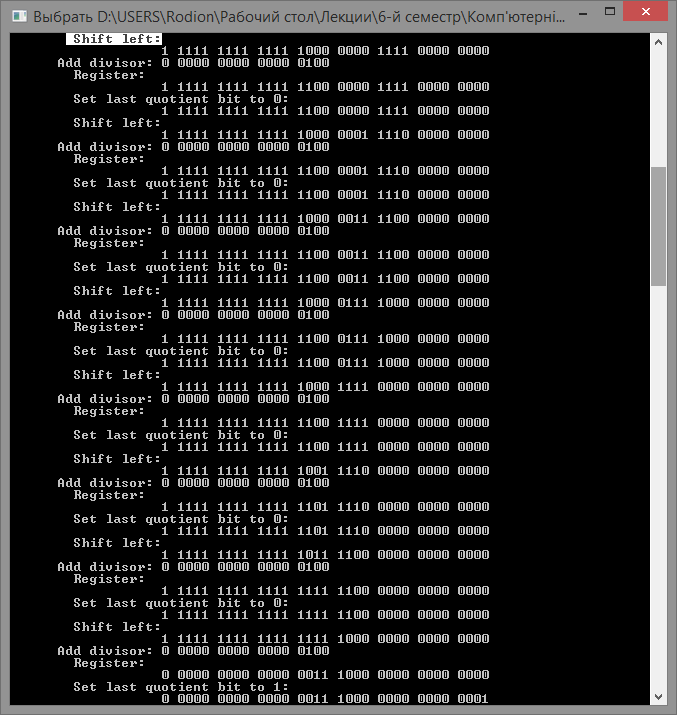 Выбрать D:\USERS\Rodion\Рабочий стол\Лекции\6-й семестр\Комп'ютерні...
Shift left:
1 1111 1111 1111 1000 0000 1111 0000 0000
Add divisor: 0 0000 0000 0000 0100
Register:
1 1111 1111 1111 1100 0000 1111 0000 0000
Set last quotient bit to 0:
1 1111 1111 1111 1100 0000 1111 0000 0000
Shift left:
1 1111 1111 1111 1000 0001 1110 0000 0000
Add divisor: 0 0000 0000 0000 0100
Register:
1 1111 1111 1111 1100 0001 1110 0000 0000
Set last quotient bit to 0:
1 1111 1111 1111 1100 0001 1110 0000 0000
Shift left:
1 1111 1111 1111 1000 0011 1100 0000 0000
Add divisor: 0 0000 0000 0000 0100
Register:
1 1111 1111 1111 1100 0011 1100 0000 0000
Set last quotient bit to 0:
1 1111 1111 1111 1100 0011 1100 0000 0000
Shift left:
1 1111 1111 1111 1000 0111 1000 0000 0000
Add divisor: 0 0000 0000 0000 0100
Register:
1 1111 1111 1111 1100 0111 1000 0000 0000
Set last quotient bit to 0:
1 1111 1111 1111 1100 0111 1000 0000 0000
Shift left:
1 1111 1111 1111 1000 1111 0000 0000 0000
Add divisor: 0 0000 0000 0000 0100
Register:
1 1111 1111 1111 1100 1111 0000 0000 0000
Set last quotient bit to 0:
1 1111 1111 1111 1100 1111 0000 0000 0000
Shift left:
1 1111 1111 1111 1001 1110 0000 0000 0000
Add divisor: 0 0000 0000 0000 0100
Register:
1 1111 1111 1111 1101 1110 0000 0000 0000
Set last quotient bit to 0:
1 1111 1111 1111 1101 1110 0000 0000 0000
Shift left:
1 1111 1111 1111 1011 1100 0000 0000 0000
Add divisor: 0 0000 0000 0000 0100
Register:
1 1111 1111 1111 1111 1100 0000 0000 0000
Set last quotient bit to 0:
1 1111 1111 1111 1111 1100 0000 0000 0000
Shift left:
1 1111 1111 1111 1111 1000 0000 0000 0000
Add divisor: 0 0000 0000 0000 0100
Register:
0 0000 0000 0000 0011 1000 0000 0000 0000
Set last quotient bit to 1:
0 0000 0000 0000 0011 1000 0000 0000 0001